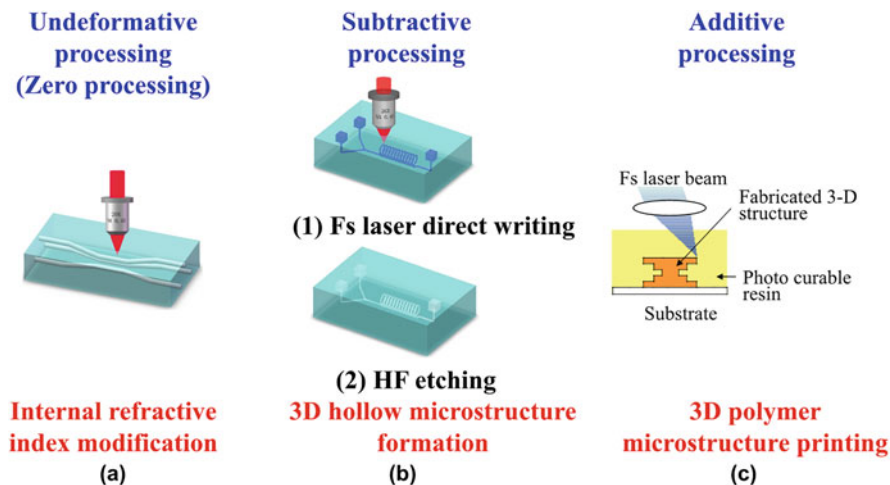 Undeformative
processing
(Zero processing)
Internal refractive
index modification
(a)
Subtractive
processing
(1) Fs laser direct writing
(2) HF etching
3D hollow microstructure
formation
(b)
Additive
processing
Fs laser beam
Fabricated 3-D
structure
Photo curable
resin
Substrate
3D polymer
microstructure printing
(c)